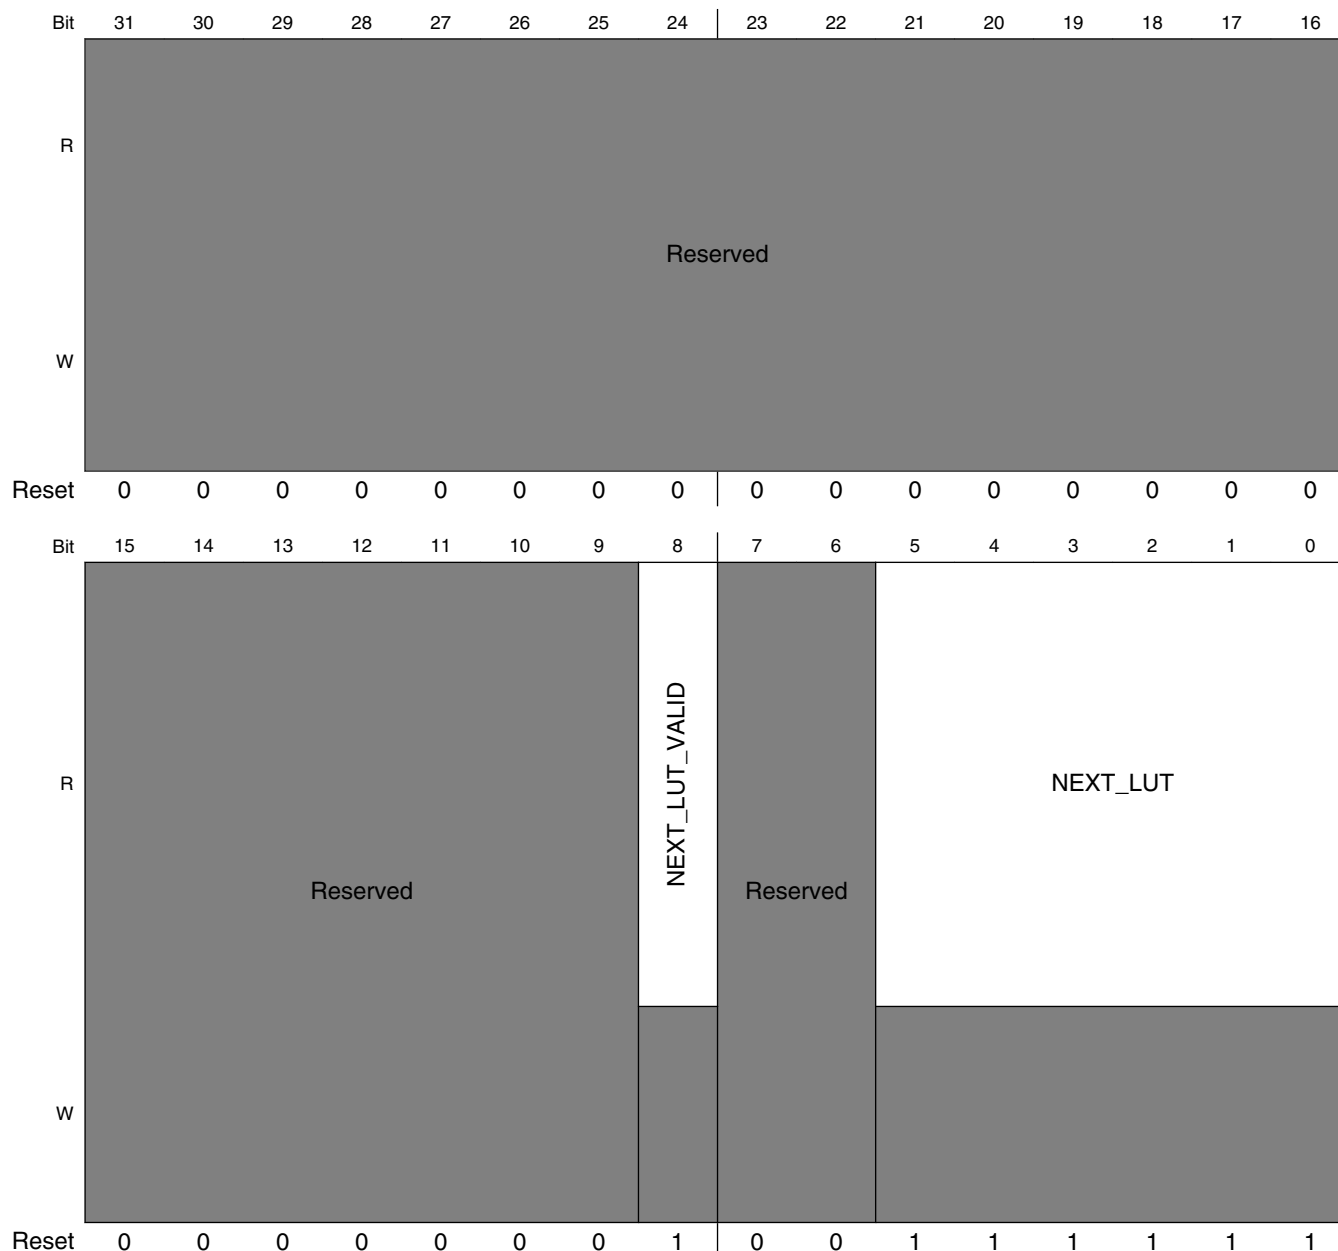 Bit 31 30 29 28 27 26 25 24 23 22 21 20 19 18 17 16
R
Reserved
W
Reset 0 0 0 0 0 0 0 0 0 0 0 0 0 0 0 0
Bit 15 14 13 12 11 10 9 8 7 6 5 4 3 2 1 0
R
NEXT_LUT_VALID
NEXT_LUT
Reserved
Reserved
W
Reset 0 0 0 0 0 0 0 1 0 0 1 1 1 1 1 1